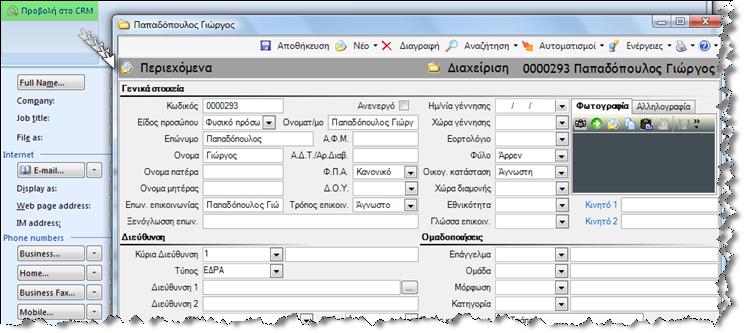 Προβολή στο CRM
Παπαδόπουλος Γιώργος
Αποθήκευση Νέο Διαγραφή Αναζήτηση Αυτοματισμοί Ενέργειες
Περιεχόμενα Διαχείριση 0000293 Παπαδόπουλος Γιώργος
Full Name...
Company:
Job title:
File as:
Internet
E-mail...
Display as:
Web page address:
IM address:
Phone numbers
Business...
Home...
Business Fax...
Mobile...
Γενικά στοιχεία
Κωδικός 0000293 Ανενεργό Ημ/νία γέννησης / / Φωτογραφία Αλληλογραφία
Είδος προσώπου Φυσικό πρόσω Ονοματ/μο Παπαδόπουλος Γιώργ Χώρα γέννησης
Επώνυμο Παπαδόπουλος Α.Φ.Μ. Εορτολόγιο
Ονομα Γιώργος Α.Δ.Τ./Αρ.Διαβ. Φύλο Άρρεν
Ονομα πατέρα Φ.Π.Α. Κανονικό Οικογ. κατάσταση Άγνωστη
Ονομα μητέρας Δ.Ο.Υ. Χώρα διαμονής
Επων. επικοινωνίας Παπαδόπουλος Γιώ Τρόπος επικοιν. Άγνωστο Εθνικότητα Κινητό 1
Ξενόγλωσση επων. Γλώσσα επικοιν. Κινητό 2
Διεύθυνση Ομαδοποιήσεις
Κύρια Διεύθυνση 1 Επάγγελμα
Τύπος ΕΔΡΑ Ομάδα
Διεύθυνση 1 ... Μόρφωση
Διεύθυνση 2 Κατηγορία